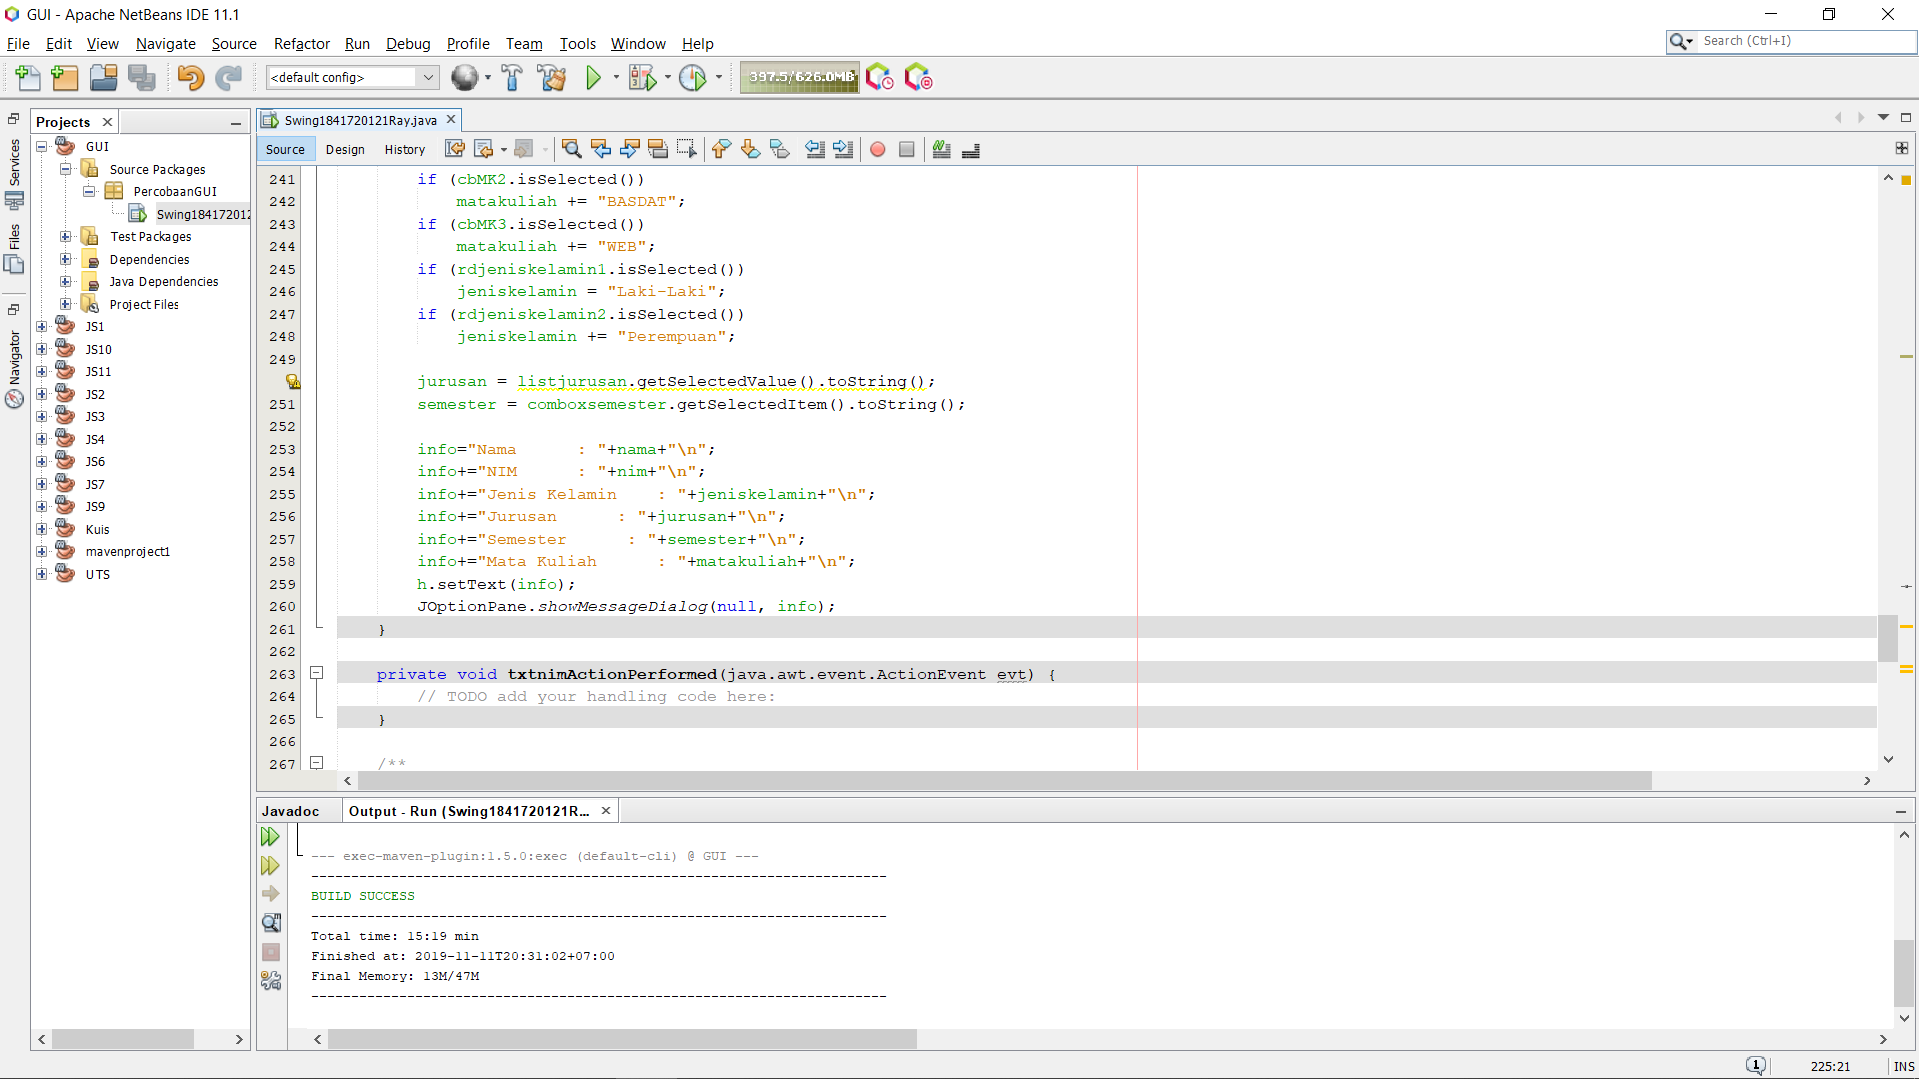 GUI - Apache NetBeans IDE 11.1
File Edit View Navigate Source Refactor Run Debug Profile Team Tools Window Help
Search (Ctrl+I)
<default config>
397.5/626.0MB
Projects
Swing1841720121Ray.java
Source Design History
Services
Files
Navigator
GUI
Source Packages
PercobaanGUI
Swing184172012
Test Packages
Dependencies
Java Dependencies
Project Files
JS1
JS10
JS11
JS2
JS3
JS4
JS6
JS7
JS9
Kuis
mavenproject1
UTS
241 if (cbMK2.isSelected())
242 matakuliah += "BASDAT";
243 if (cbMK3.isSelected())
244 matakuliah += "WEB";
245 if (rdjeniskelamin1.isSelected())
246 jeniskelamin = "Laki-Laki";
247 if (rdjeniskelamin2.isSelected())
248 jeniskelamin += "Perempuan";
249
jurusan = listjurusan.getSelectedValue().toString();
251 semester = comboxsemester.getSelectedItem().toString();
252
253 info="Nama : "+nama+"\n";
254 info+="NIM : "+nim+"\n";
255 info+="Jenis Kelamin : "+jeniskelamin+"\n";
256 info+="Jurusan : "+jurusan+"\n";
257 info+="Semester : "+semester+"\n";
258 info+="Mata Kuliah : "+matakuliah+"\n";
259 h.setText(info);
260 JOptionPane.showMessageDialog(null, info);
261 }
262
263 private void txtnimActionPerformed(java.awt.event.ActionEvent evt) {
264 // TODO add your handling code here:
265 }
266
267 /**
Javadoc
Output - Run (Swing1841720121R...
--- exec-maven-plugin:1.5.0:exec (default-cli) @ GUI ---
------------------------------------------------------------------------
BUILD SUCCESS
------------------------------------------------------------------------
Total time: 15:19 min
Finished at: 2019-11-11T20:31:02+07:00
Final Memory: 13M/47M
------------------------------------------------------------------------
1
225:21
INS